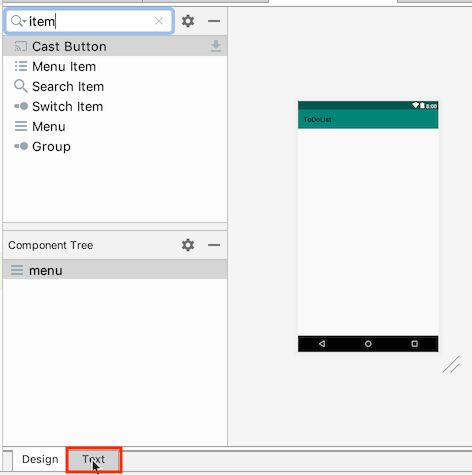 item
Cast Button
Menu Item
Search Item
Switch Item
Menu
Group
Component Tree
menu
8:00
ToDoList
Design
Text